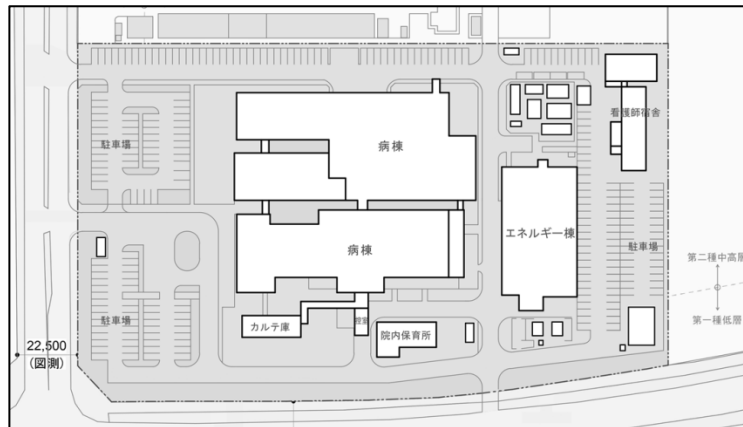 看護師宿舎
駐車場
病棟
病棟
エネルギー棟
駐車場
第二種中高層
第一種低層
駐車場
カルテ庫
院内保育所
22,500
(図測)